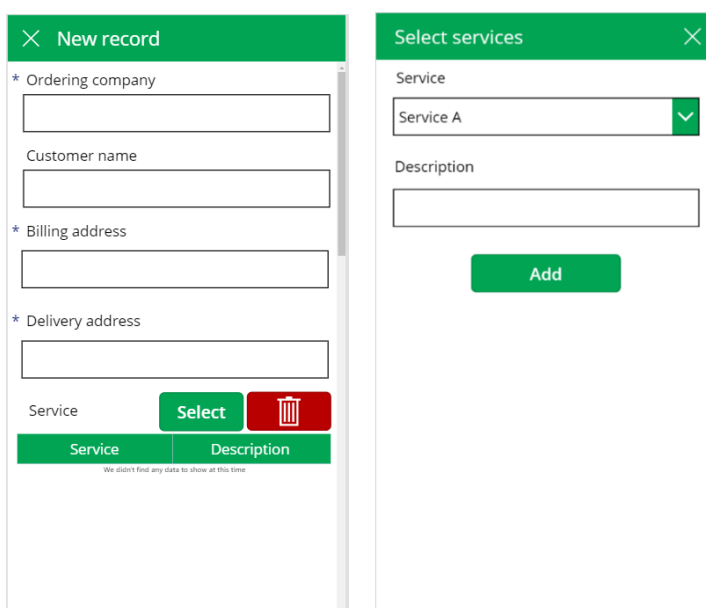 New record
* Ordering company
Customer name
* Billing address
* Delivery address
Service
Select
Service Description
We didn't find any data to show at this time
Select services
Service
Service A
Description
Add